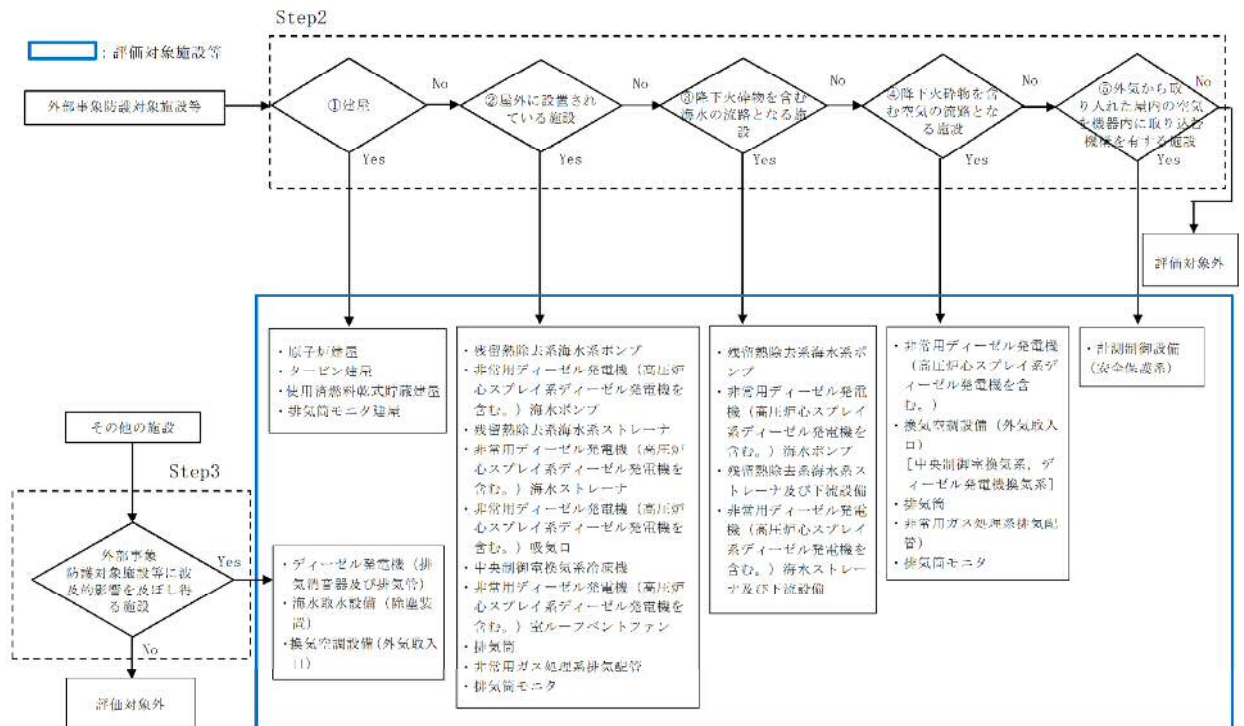 Step2
：評価対象施設等
外部事象防護対象施設等
①建屋
No
Yes
②屋外に設置され
ている施設
No
Yes
③降下火砕物を含む
海水の流路となる施
設
No
Yes
④降下火砕物を含
む空気の流路とな
る施設
No
Yes
⑤外気から取
り入れた屋内の空気
を機器内に取り込む
機構を有する施設
No
Yes
評価対象外
・原子炉建屋
・タービン建屋
・使用済燃料乾式貯蔵建屋
・排気筒モニタ建屋
・残留熱除去系海水系ポンプ
・非常用ディーゼル発電機（高圧炉
心スプレイ系ディーゼル発電機を
含む。）海水ポンプ
・残留熱除去系海水系ストレーナ
・非常用ディーゼル発電機（高圧炉
心スプレイ系ディーゼル発電機を
含む。）海水ストレーナ
・非常用ディーゼル発電機（高圧炉
心スプレイ系ディーゼル発電機を
含む。）吸気口
・中央制御室換気系冷凍機
・非常用ディーゼル発電機（高圧炉
心スプレイ系ディーゼル発電機を
含む。）室ルーフベントファン
・排気筒
・非常用ガス処理系排気配管
・排気筒モニタ
・残留熱除去系海水系ポ
ンプ
・非常用ディーゼル発電
機（高圧炉心スプレイ
系ディーゼル発電機を
含む。）海水ポンプ
・残留熱除去系海水系ス
トレーナ及び下流設備
・非常用ディーゼル発電
機（高圧炉心スプレイ
系ディーゼル発電機を
含む。）海水ストレー
ナ及び下流設備
・非常用ディーゼル発電機
（高圧炉心スプレイ系デ
ィーゼル発電機を含
む。）
・換気空調設備（外気取入
口）
［中央制御室換気系，デ
ィーゼル発電機換気系］
・排気筒
・非常用ガス処理系排気配
管）
・排気筒モニタ
・計測制御設備
（安全保護系）
その他の施設
Step3
外部事象
防護対象施設等に波
及的影響を及ぼし得
る施設
Yes
No
評価対象外
・ディーゼル発電機（排
気消音器及び排気管）
・海水取水設備（除塵装
置）
・換気空調設備（外気取入
口）